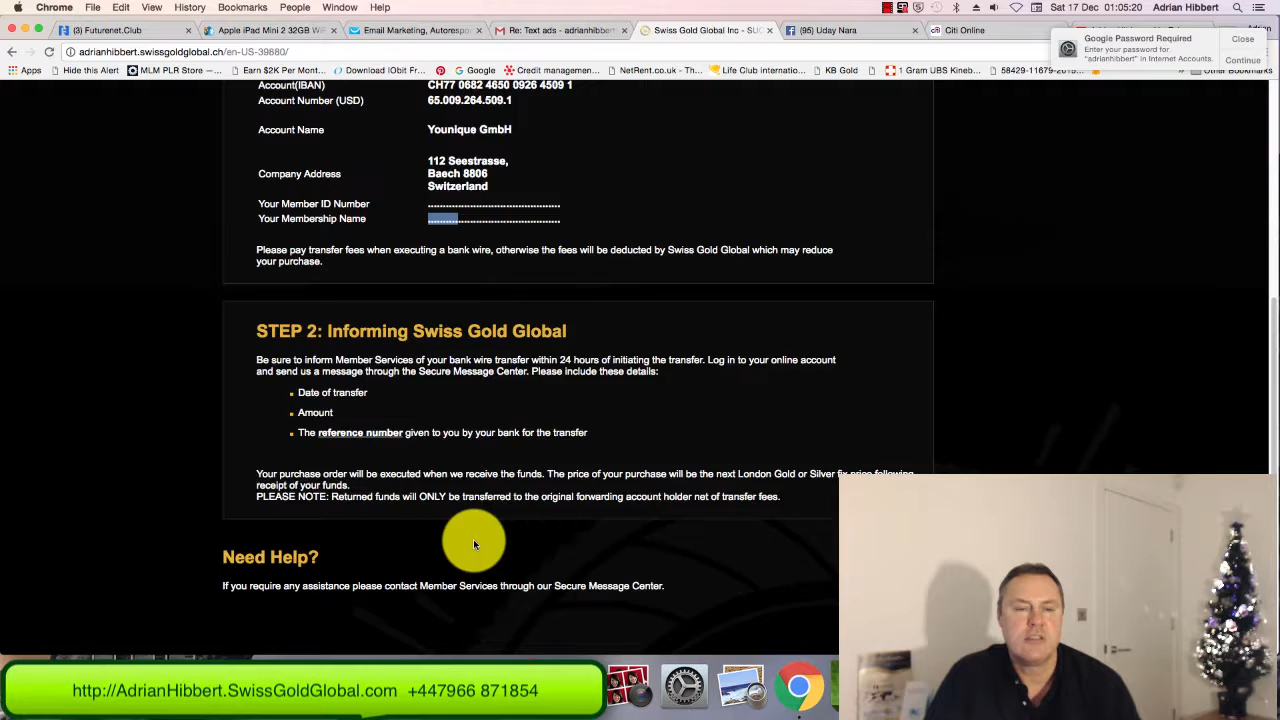 Chrome File Edit View History Bookmarks People Window Help Sat 17 Dec 01:05:20 Adrian Hibbert
(3) Futurenet.Club Apple iPad Mini 2 32GB WiF Email Marketing, Autorespon Re: Text ads - adrianhibbert Swiss Gold Global Inc - SUC (95) Uday Nara Citi Online
Google Password Required
Close
Enter your password for
"adrianhibbert" in Internet Accounts.
Continue
adrianhibbert.swissgoldglobal.ch/en-US-39880/
Apps Hide this Alert MLM PLR Store... Earn $2K Per Mont... Download IObit Fr... Google Credit managemen... NetRent.co.uk - Th... Life Club internatio... KB Gold 1 Gram UBS Kineb... 58429-11679-2015... Other Bookmarks
Account(IBAN) CH77 0682 4650 0926 4509 1
Account Number (USD) 65.009.264.509.1
Account Name Younique GmbH
112 Seestrasse,
Company Address Baech 8806
Switzerland
Your Member ID Number ............................................
Your Membership Name ............................................
Please pay transfer fees when executing a bank wire, otherwise the fees will be deducted by Swiss Gold Global which may reduce
your purchase.
STEP 2: Informing Swiss Gold Global
Be sure to inform Member Services of your bank wire transfer within 24 hours of initiating the transfer. Log in to your online account
and send us a message through the Secure Message Center. Please include these details:
Date of transfer
Amount
The reference number given to you by your bank for the transfer
Your purchase order will be executed when we receive the funds. The price of your purchase will be the next London Gold or Silver fix price following
receipt of your funds.
PLEASE NOTE: Returned funds will ONLY be transferred to the original forwarding account holder net of transfer fees.
Need Help?
If you require any assistance please contact Member Services through our Secure Message Center.
http://AdrianHibbert.SwissGoldGlobal.com +447966 871854